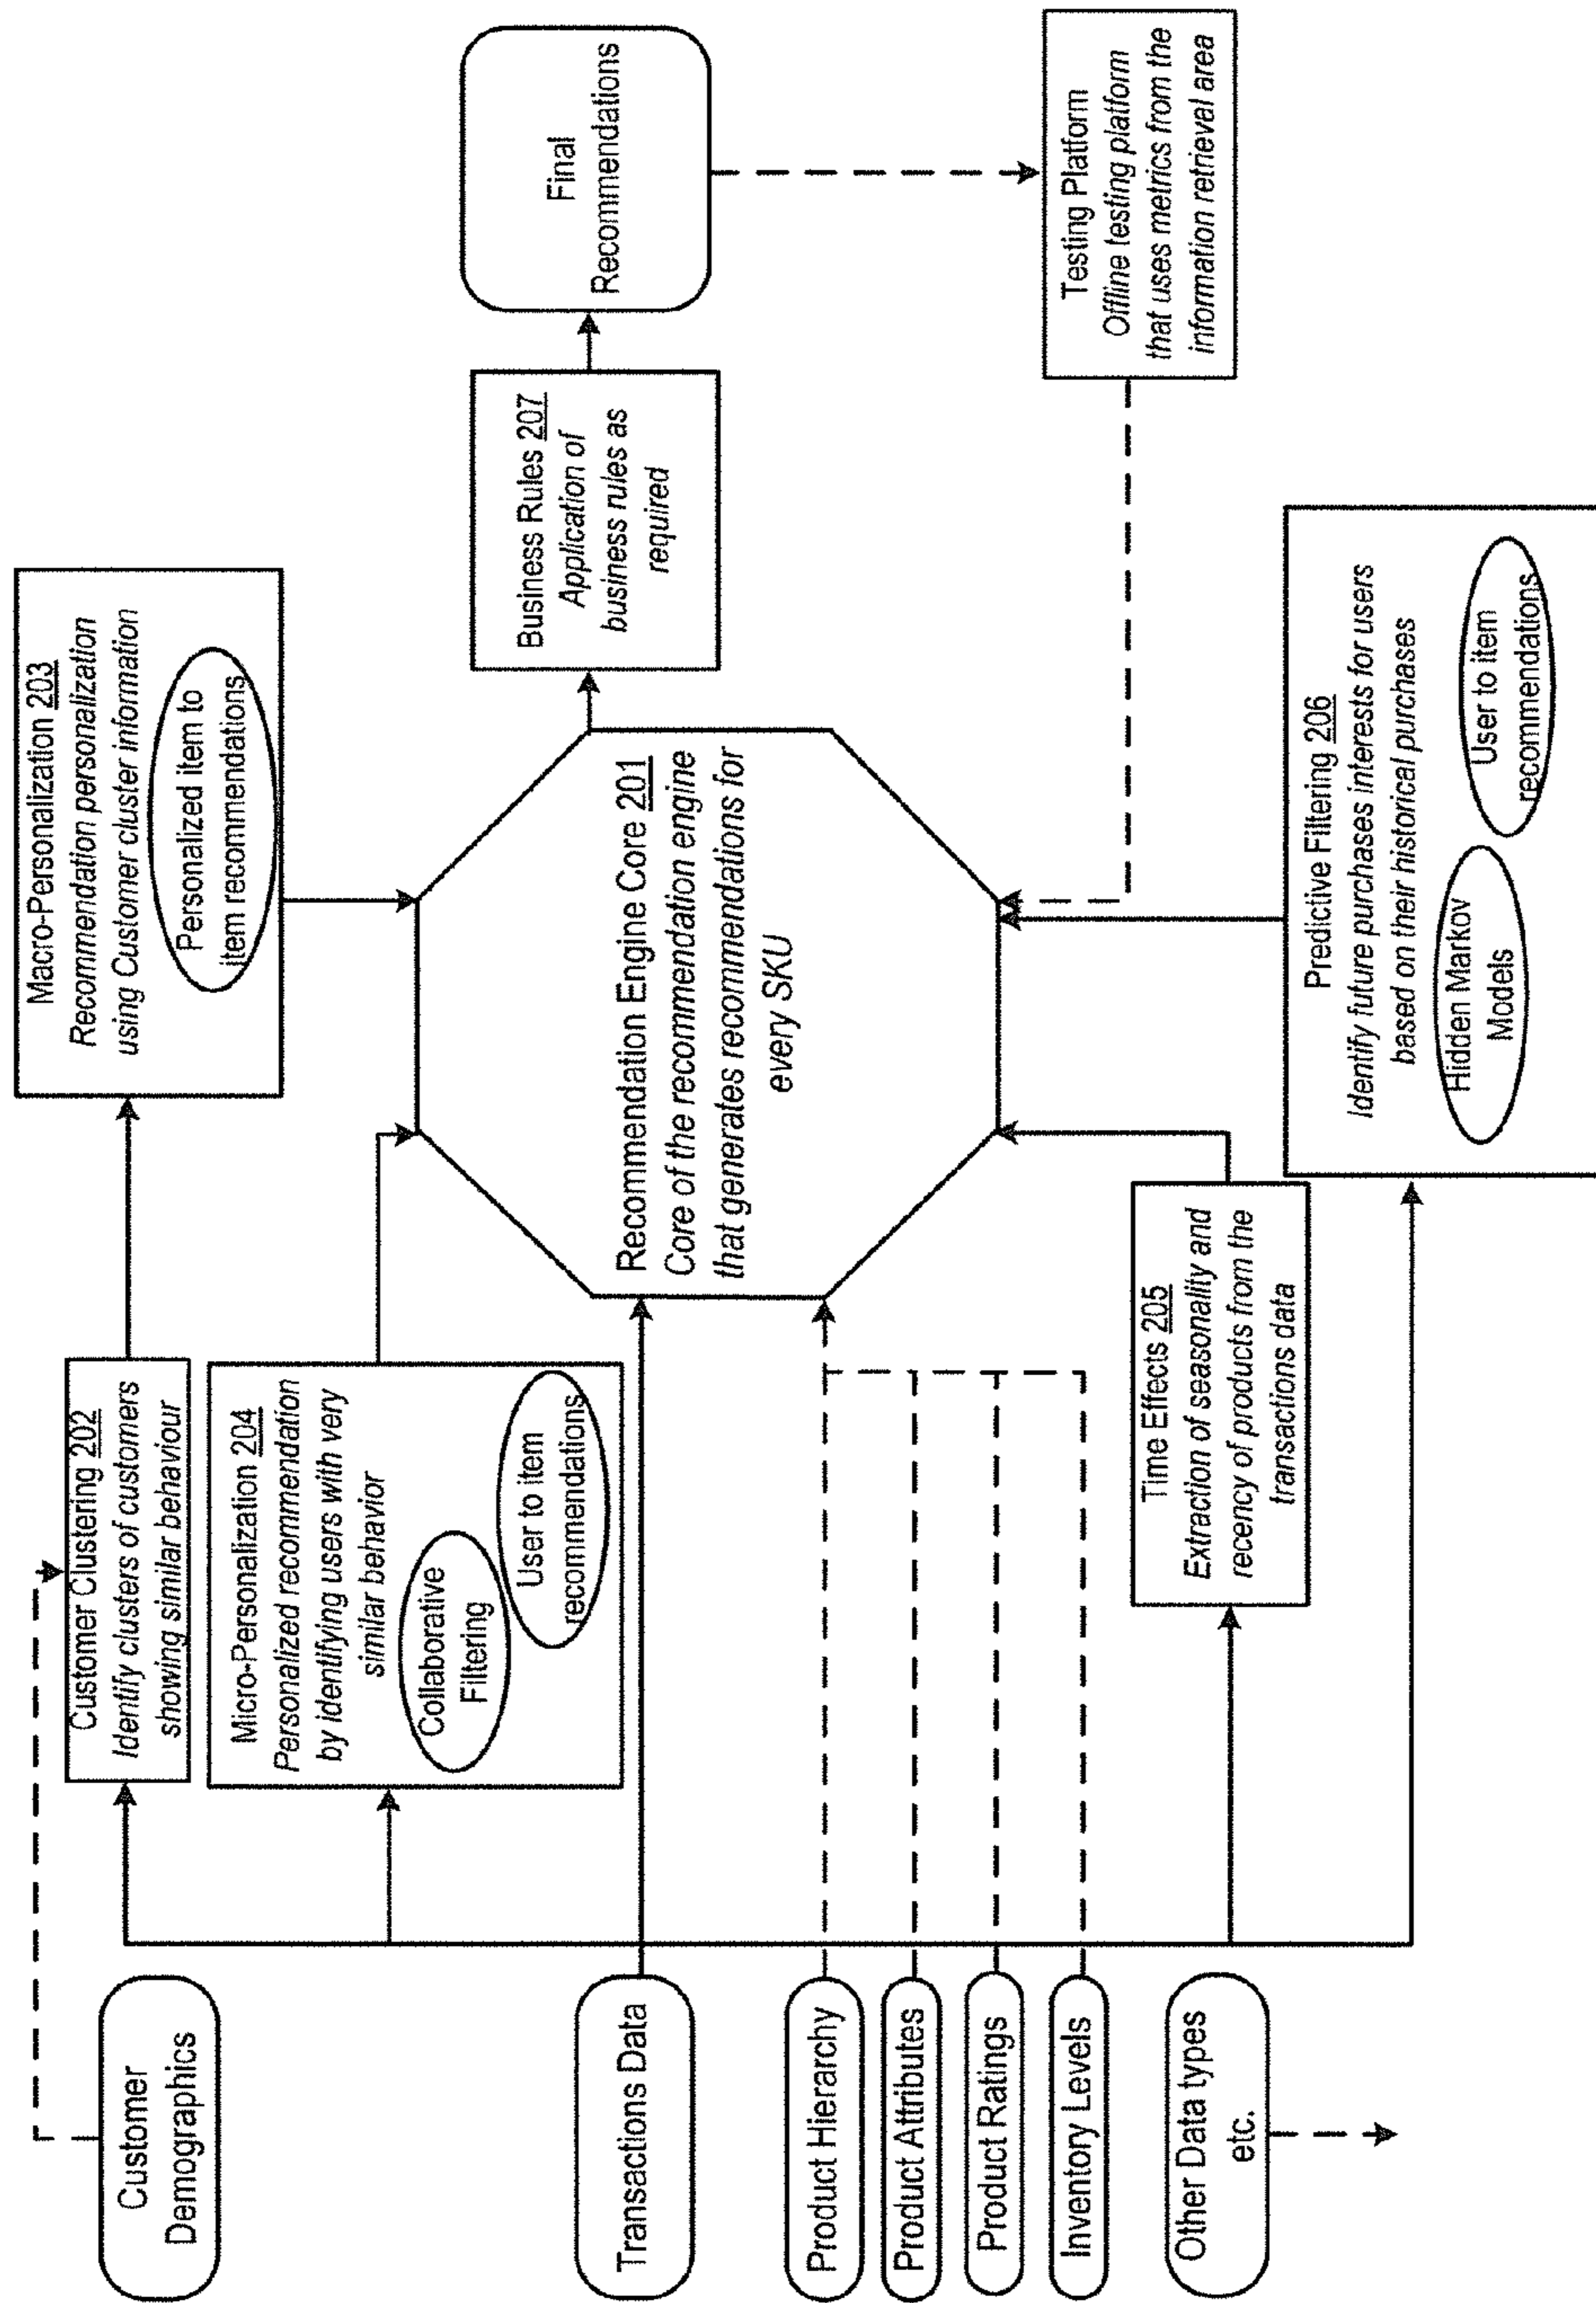 Customer
Demographics
Transactions Data
Product Hierarchy
Product Attributes
Product Ratings
Inventory Levels
Other Data types
etc.
Customer Clustering 202
Identify clusters of customers
showing similar behaviour
Micro-Personalization 204
Personalized recommendation
by identifying users with very
similar behavior
Collaborative
Filtering
User to item
recommendations
Time Effects 205
Extraction of seasonality and
recency of products from the
transactions data
Macro-Personalization 203
Recommendation personalization
using Customer cluster information
Personalized item to
item recommendations
Recommendation Engine Core 201
Core of the recommendation engine
that generates recommendations for
every SKU
Predictive Filtering 206
Identify future purchases interests for users
based on their historical purchases
Hidden Markov
Models
User to item
recommendations
Business Rules 207
Application of
business rules as
required
Final
Recommendations
Testing Platform
Offline testing platform
that uses metrics from the
information retrieval area